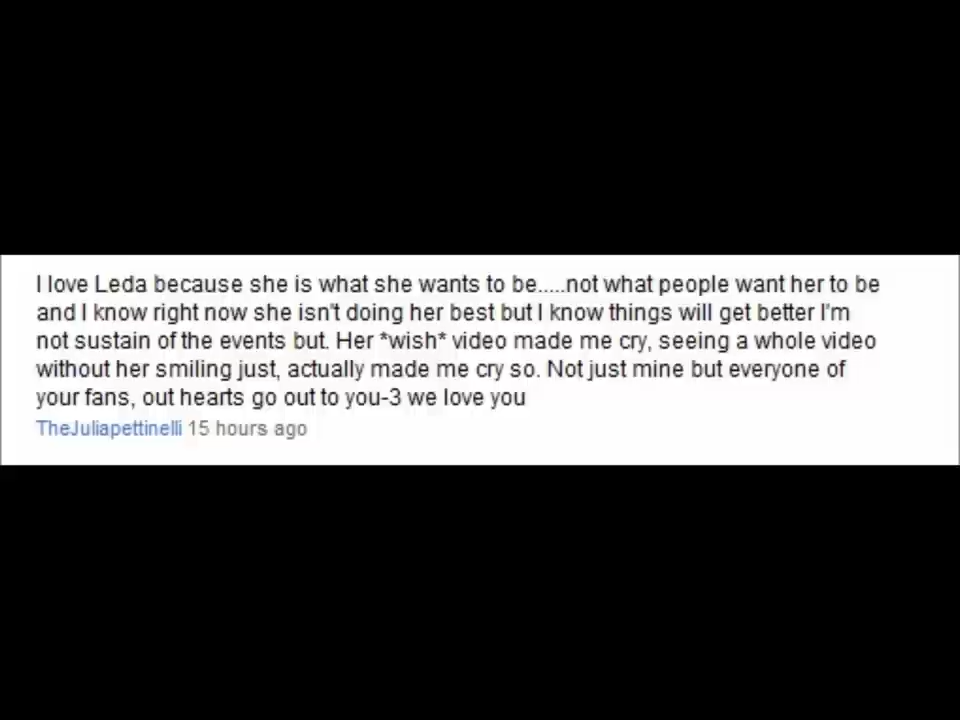 I love Leda because she is what she wants to be.....not what people want her to be
and I know right now she isn't doing her best but I know things will get better I'm
not sustain of the events but. Her *wish* video made me cry, seeing a whole video
without her smiling just, actually made me cry so. Not just mine but everyone of
your fans, out hearts go out to you-3 we love you
TheJuliapettinelli 15 hours ago